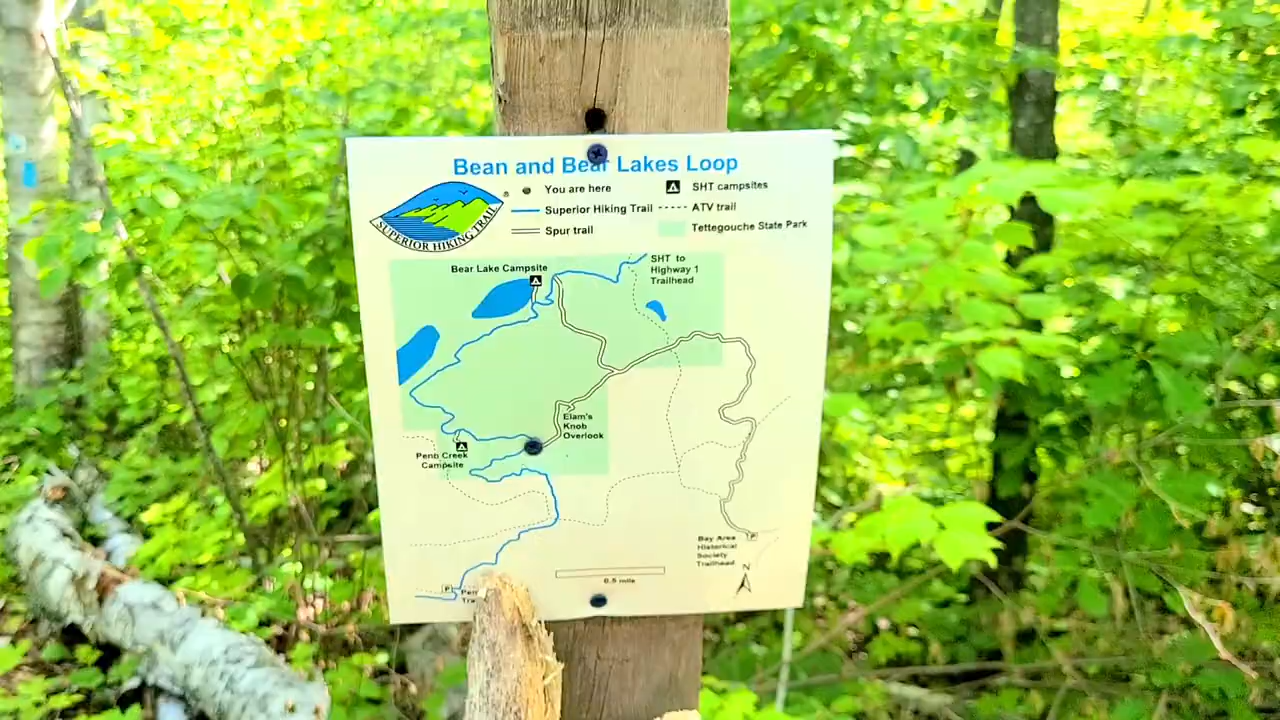 Bean and Bear Lakes Loop
SUPERIOR HIKING TRAIL
®
You are here
Superior Hiking Trail
Spur trail
SHT campsites
ATV trail
Tettegouche State Park
Bear Lake Campsite
SHT to
Highway 1
Trailhead
Elam's
Knob
Overlook
Penn Creek
Campsite
Bay Area
Historical
Society
Trailhead
P
N
0.5 mile
P